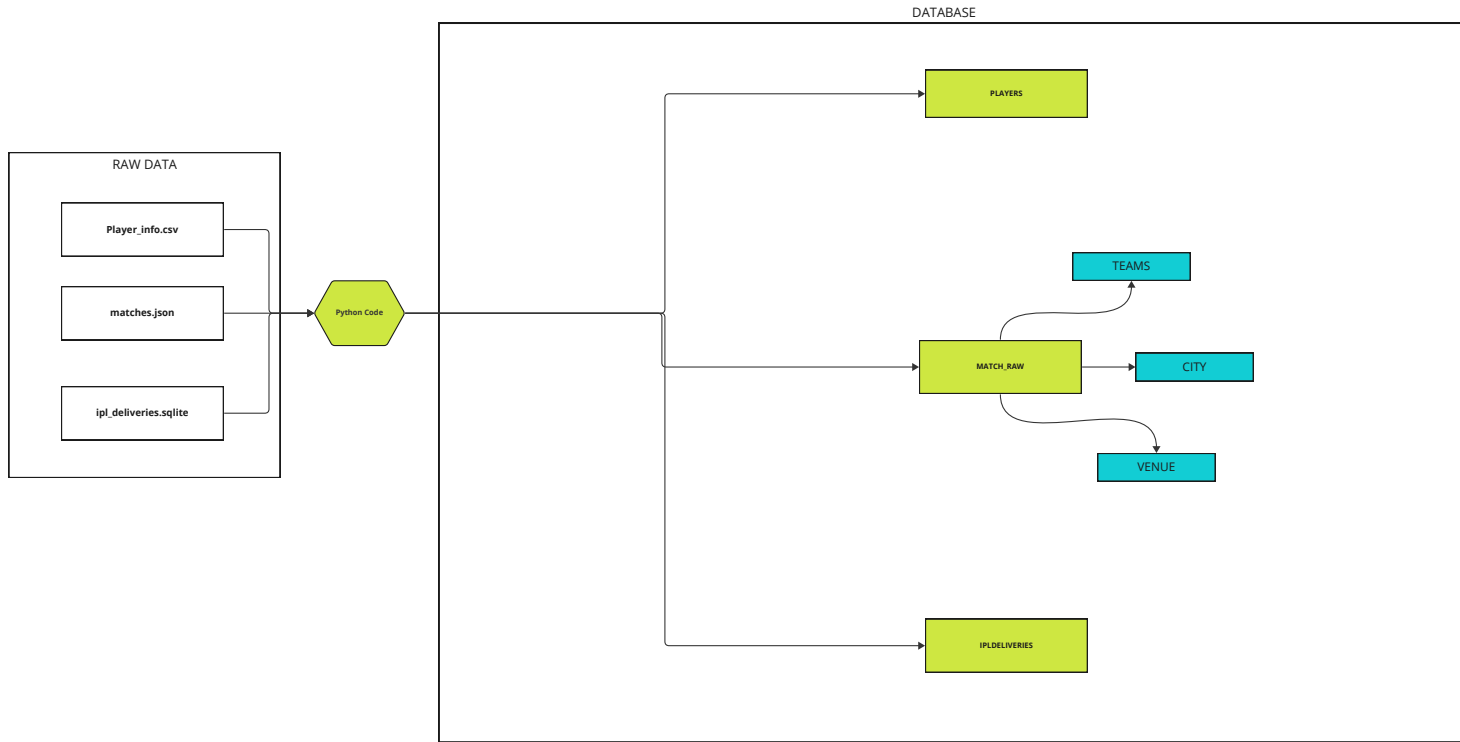 DATABASE
PLAYERS
RAW DATA
Player_info.csv
matches.json
ipl_deliveries.sqlite
Python Code
TEAMS
MATCH_RAW
CITY
VENUE
IPLDELIVERIES